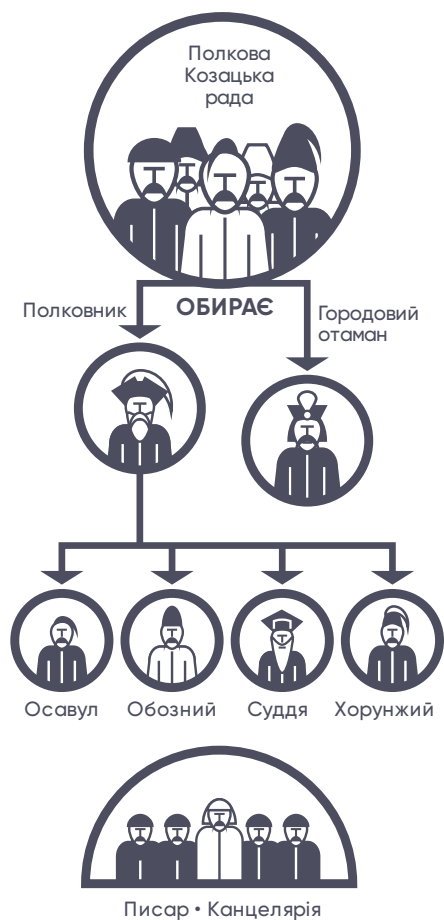 Полкова
Козацька
рада
Полковник
ОБИРАЄ
Городовий
отаман
Осавул
Обозний
Суддя
Хорунжий
Писар • Канцелярія